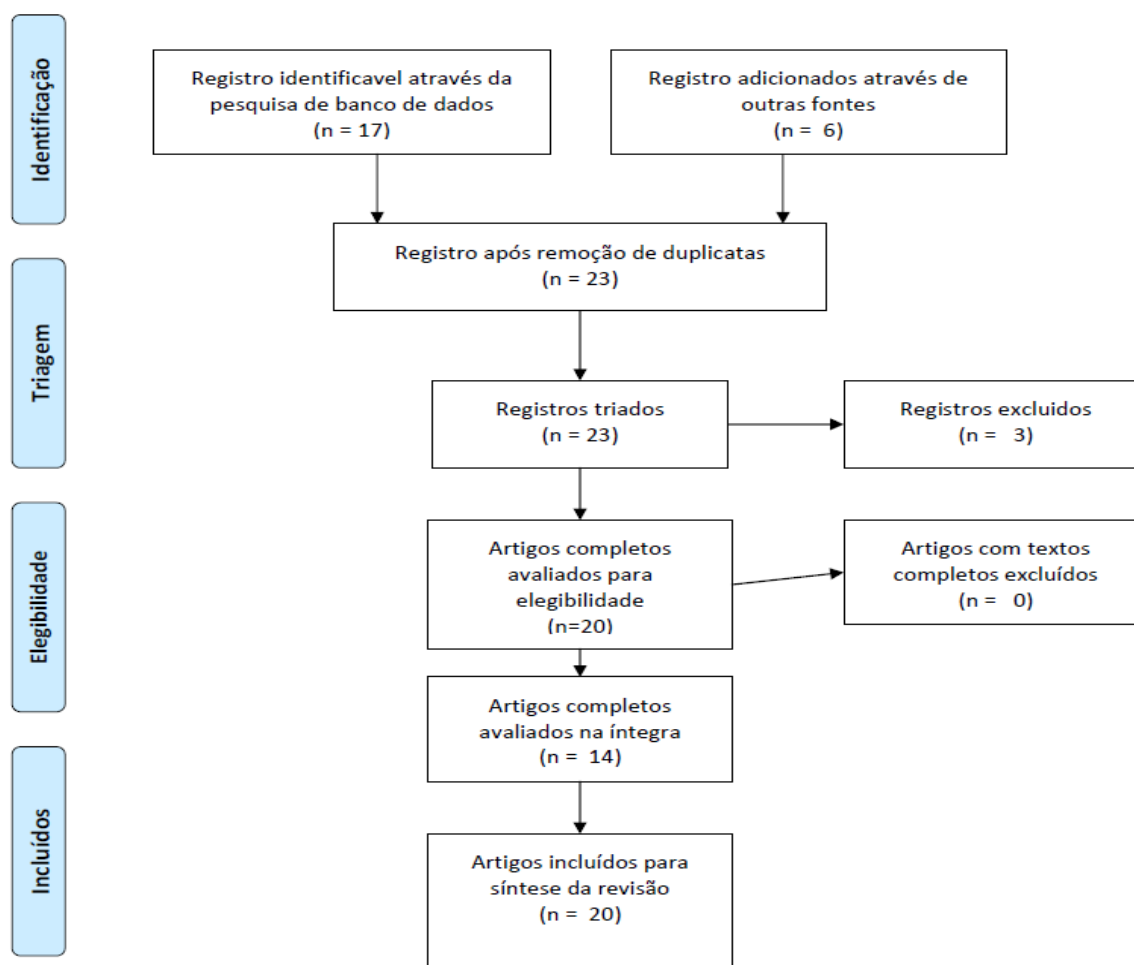 Identificação
Registro identificavel através da
pesquisa de banco de dados
(n = 17)
Registro adicionados através de
outras fontes
(n = 6)
Registro após remoção de duplicatas
(n = 23)
Triagem
Registros triados
(n = 23)
Registros excluidos
(n = 3)
Elegibilidade
Artigos completos
avaliados para
elegibilidade
(n=20)
Artigos com textos
completos excluídos
(n = 0)
Artigos completos
avaliados na íntegra
(n = 14)
Incluídos
Artigos incluídos para
síntese da revisão
(n = 20)